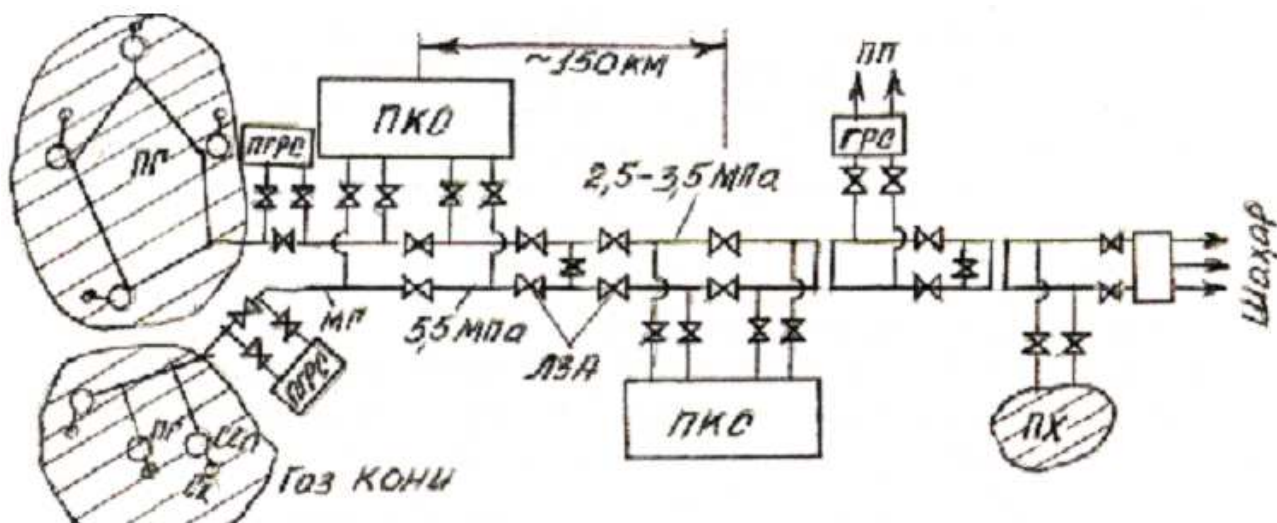 ~150км
ПП
ПКС
ГРС
ПГРС
ПГ
2,5-3,5 МПа
Шахар
МГ
5,5 МПа
ЛЗА
ПГРС
ПКС
ПХ
ПГ
Газ КОНИ